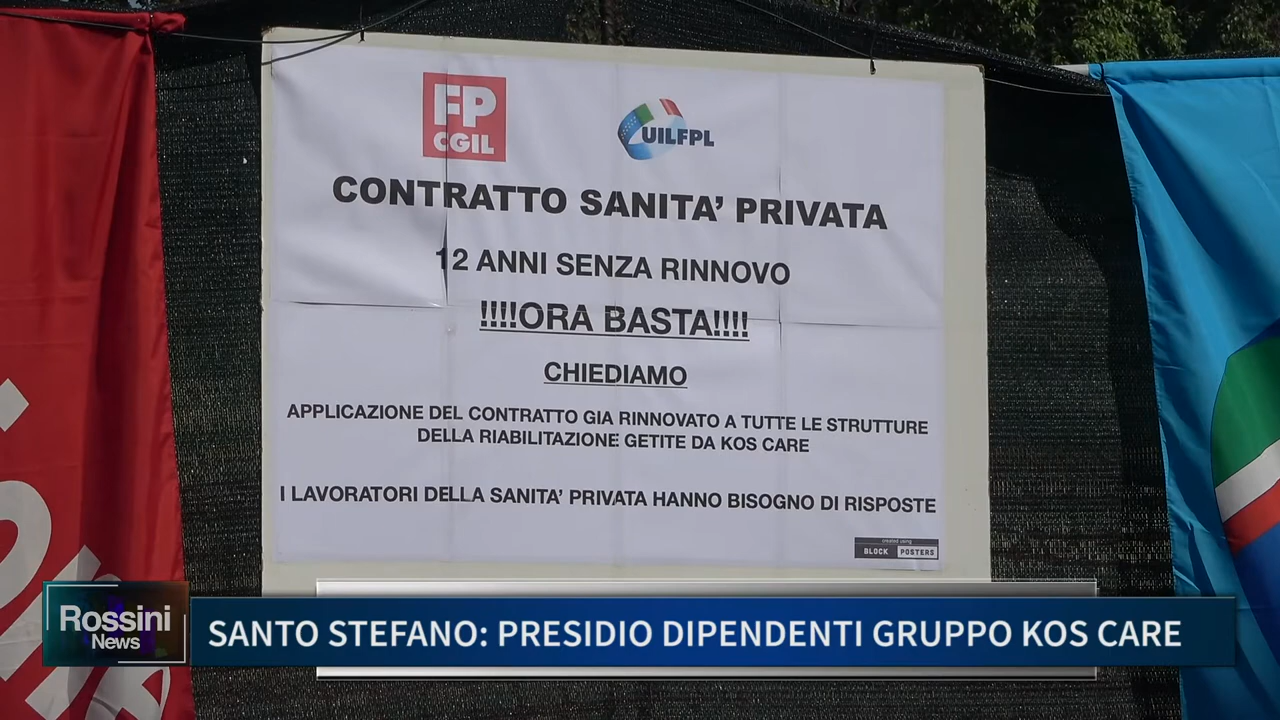 FP
CGIL
UILFPL
CONTRATTO SANITA' PRIVATA
12 ANNI SENZA RINNOVO
!!!!ORA BASTA!!!!
CHIEDIAMO
APPLICAZIONE DEL CONTRATTO GIA RINNOVATO A TUTTE LE STRUTTURE
DELLA RIABILITAZIONE GETITE DA KOS CARE
I LAVORATORI DELLA SANITA' PRIVATA HANNO BISOGNO DI RISPOSTE
created using
BLOCK POSTERS
Rossini
News
SANTO STEFANO: PRESIDIO DIPENDENTI GRUPPO KOS CARE